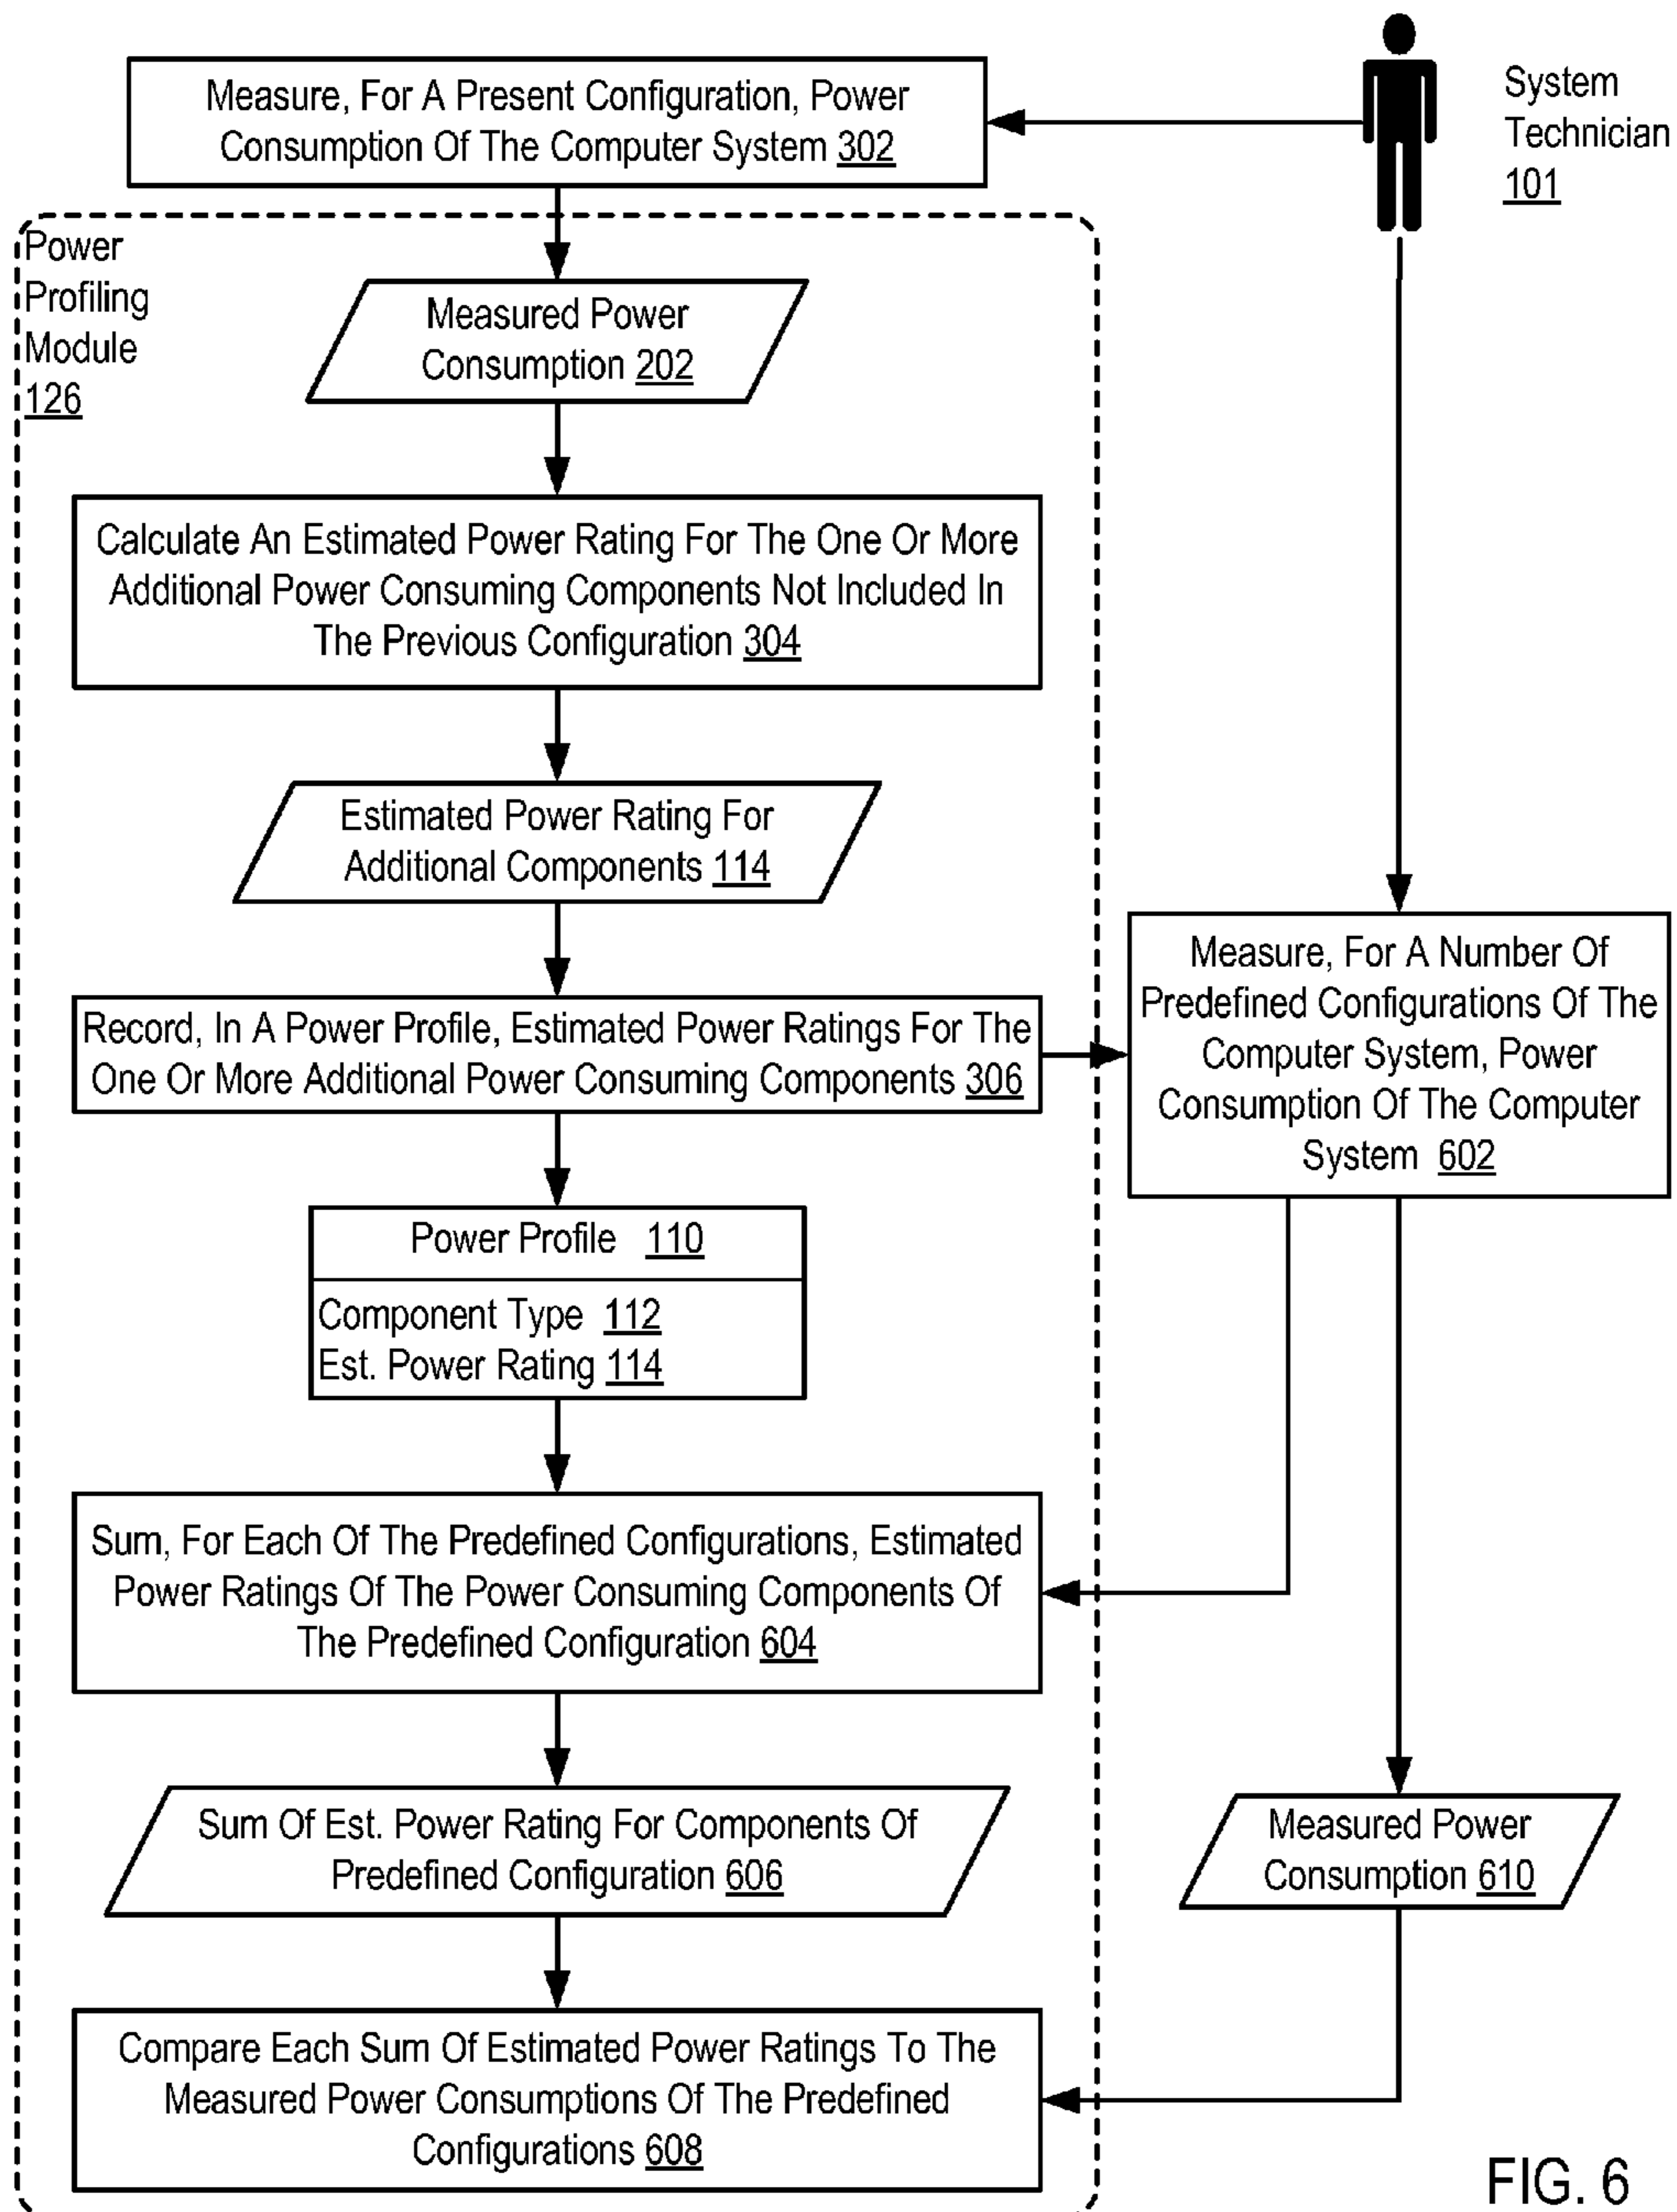 Measure, For A Present Configuration, Power
Consumption Of The Computer System 302
System
Technician
101
Power
Profiling
Module
126
Measured Power
Consumption 202
Calculate An Estimated Power Rating For The One Or More
Additional Power Consuming Components Not Included In
The Previous Configuration 304
Estimated Power Rating For
Additional Components 114
Record, In A Power Profile, Estimated Power Ratings For The
One Or More Additional Power Consuming Components 306
Measure, For A Number Of
Predefined Configurations Of The
Computer System, Power
Consumption Of The Computer
System 602
Power Profile 110
Component Type 112
Est. Power Rating 114
Sum, For Each Of The Predefined Configurations, Estimated
Power Ratings Of The Power Consuming Components Of
The Predefined Configuration 604
Sum Of Est. Power Rating For Components Of
Predefined Configuration 606
Measured Power
Consumption 610
Compare Each Sum Of Estimated Power Ratings To The
Measured Power Consumptions Of The Predefined
Configurations 608
FIG. 6